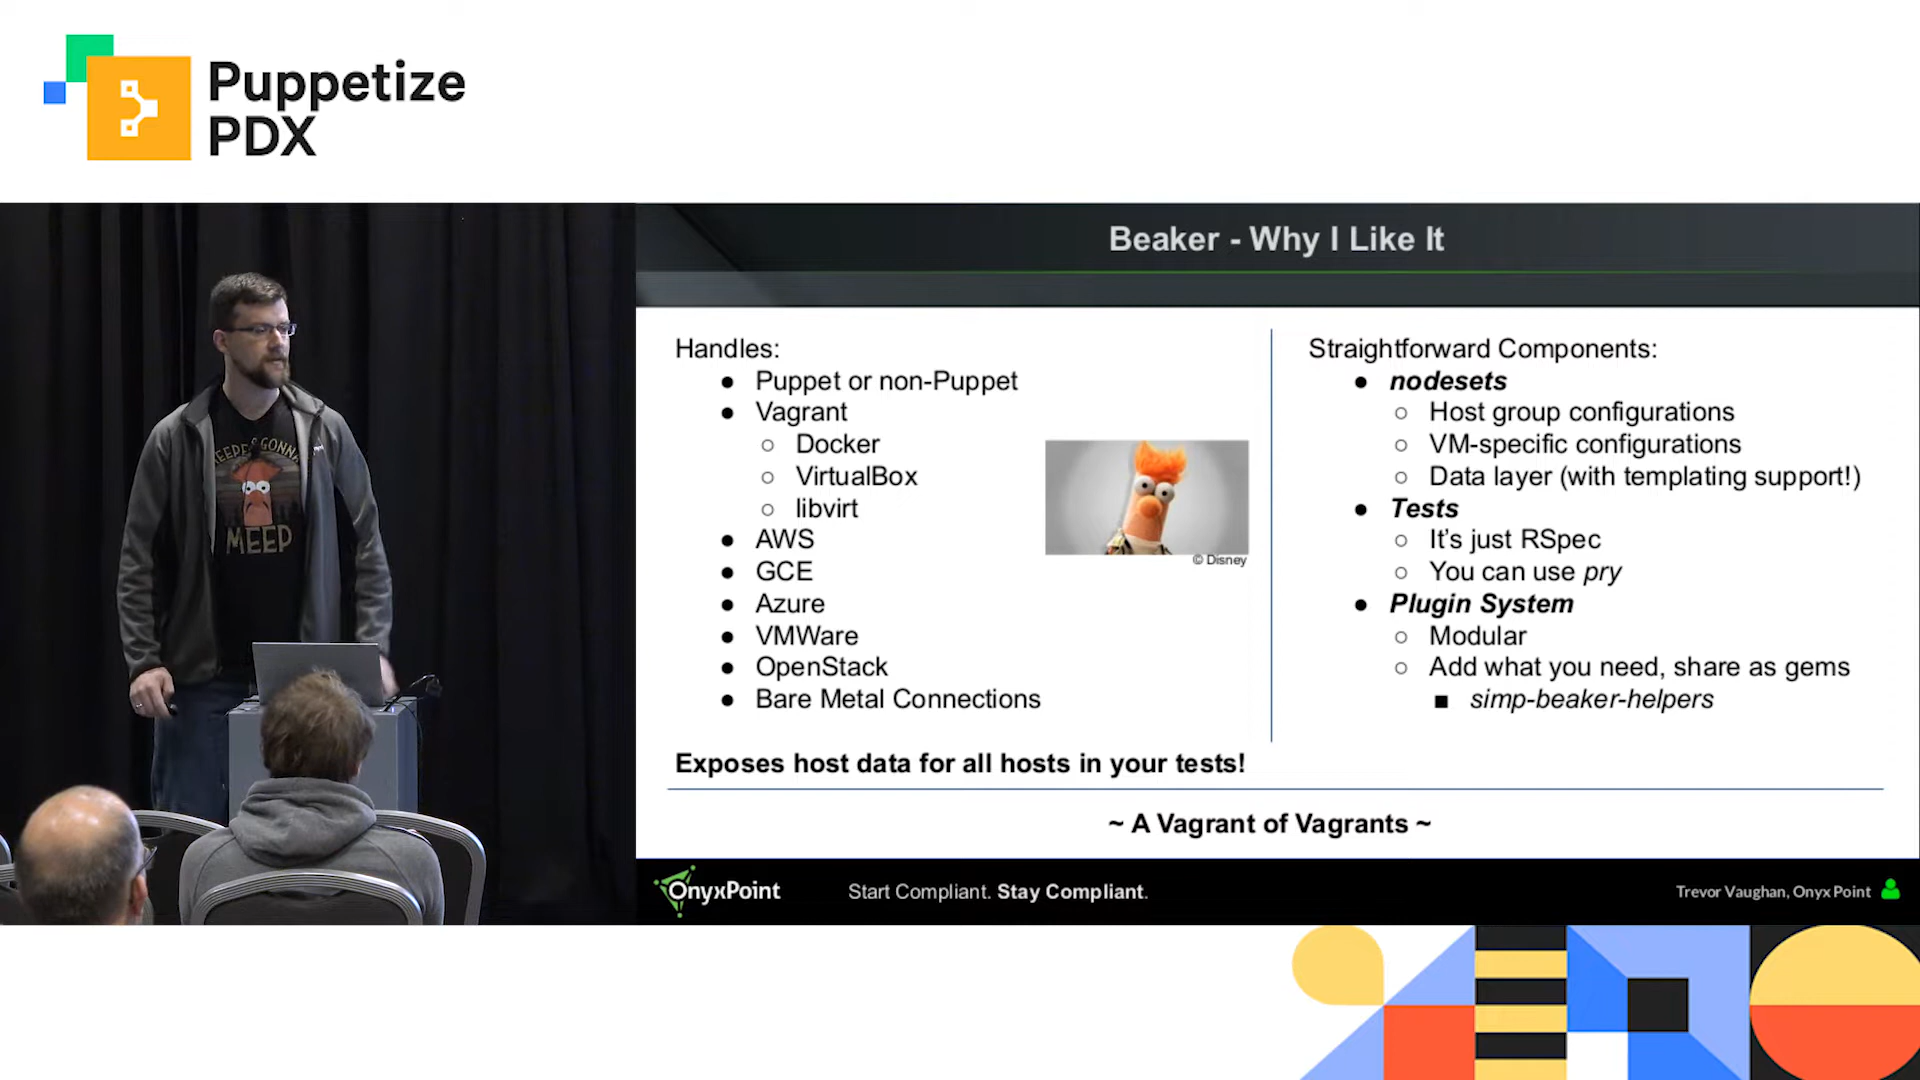 Puppetize
PDX
Beaker - Why I Like It
Handles:
● Puppet or non-Puppet
● Vagrant
○ Docker
○ VirtualBox
○ libvirt
● AWS
● GCE
● Azure
● VMWare
● OpenStack
● Bare Metal Connections
© Disney
Exposes host data for all hosts in your tests!
Straightforward Components:
● nodesets
○ Host group configurations
○ VM-specific configurations
○ Data layer (with templating support!)
● Tests
○ It's just RSpec
○ You can use pry
● Plugin System
○ Modular
○ Add what you need, share as gems
■ simp-beaker-helpers
~ A Vagrant of Vagrants ~
OnyxPoint
Start Compliant. Stay Compliant.
Trevor Vaughan, Onyx Point
GONNA
MEEP